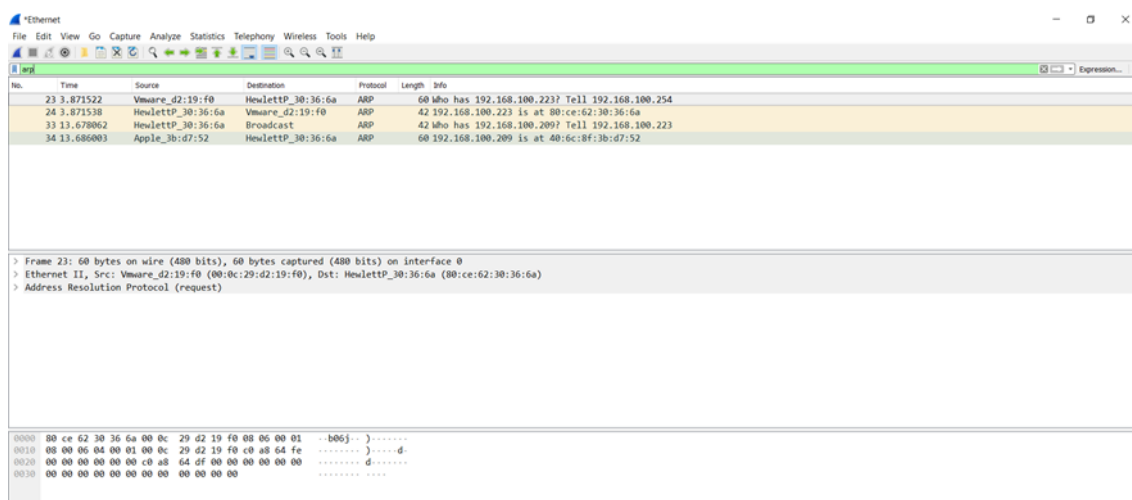 *Ethernet
File Edit View Go Capture Analyze Statistics Telephony Wireless Tools Help
arp
Expression...
No. Time Source Destination Protocol Length Info
23 3.871522 Vmware_d2:19:f0 HewlettP_30:36:6a ARP 60 Who has 192.168.100.223? Tell 192.168.100.254
24 3.871538 HewlettP_30:36:6a Vmware_d2:19:f0 ARP 42 192.168.100.223 is at 80:ce:62:30:36:6a
33 13.678062 HewlettP_30:36:6a Broadcast ARP 42 Who has 192.168.100.209? Tell 192.168.100.223
34 13.686003 Apple_3b:d7:52 HewlettP_30:36:6a ARP 60 192.168.100.209 is at 40:6c:8f:3b:d7:52
> Frame 23: 60 bytes on wire (480 bits), 60 bytes captured (480 bits) on interface 0
> Ethernet II, Src: Vmware_d2:19:f0 (00:0c:29:d2:19:f0), Dst: HewlettP_30:36:6a (80:ce:62:30:36:6a)
> Address Resolution Protocol (request)
0000 80 ce 62 30 36 6a 00 0c 29 d2 19 f0 08 06 00 01 ··b06j·· )·······
0010 08 00 06 04 00 01 00 0c 29 d2 19 f0 c0 a8 64 fe ········ )·····d·
0020 00 00 00 00 00 00 c0 a8 64 df 00 00 00 00 00 00 ········ d·······
0030 00 00 00 00 00 00 00 00 00 00 00 00 ········ ····